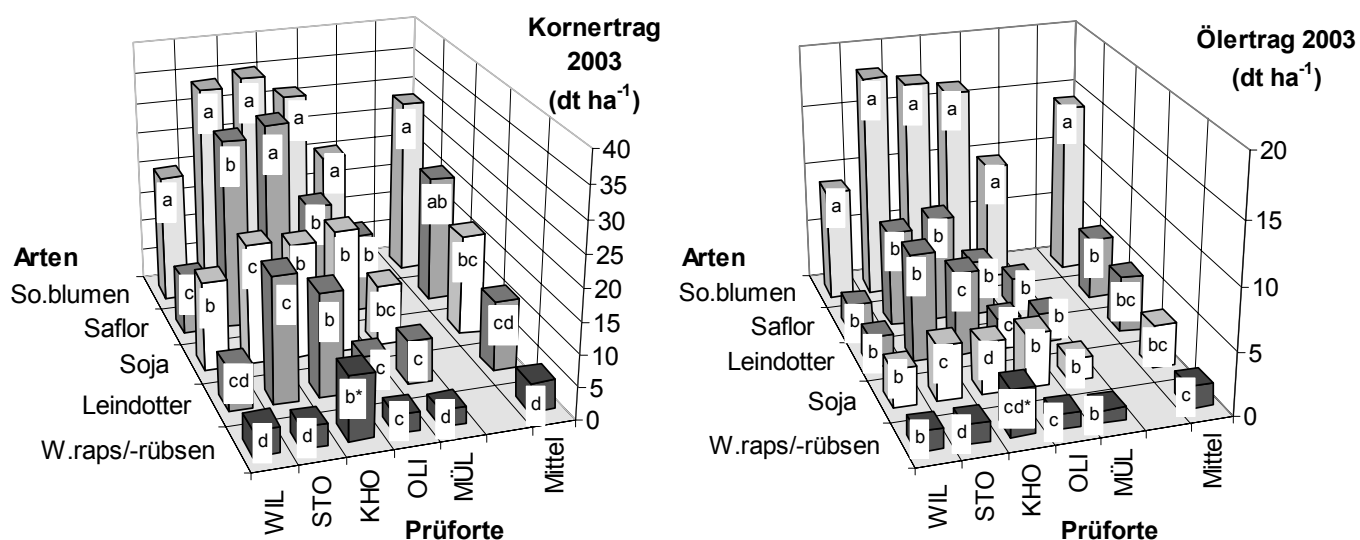 Kornertrag
2003
(dt ha-1)
40
35
30
25
20
15
10
5
0
Arten
So.blumen
Saflor
Soja
Leindotter
W.raps/-rübsen
a
a
a
a
a
a
c
b
a
b
b
ab
b
c
b
b
c
bc
cd
c
b
c
c
cd
d
d
b*
c
d
d
WIL
STO
KHO
OLI
MÜL
Mittel
Prüforte
Ölertrag 2003
(dt ha-1)
20
15
10
5
0
Arten
So.blumen
Saflor
Leindotter
Soja
W.raps/-rübsen
a
a
a
a
a
a
b
b
b
b
b
b
b
b
c
c
b
bc
b
c
d
b
b
bc
b
d
cd*
c
b
c
WIL
STO
KHO
OLI
MÜL
Mittel
Prüforte